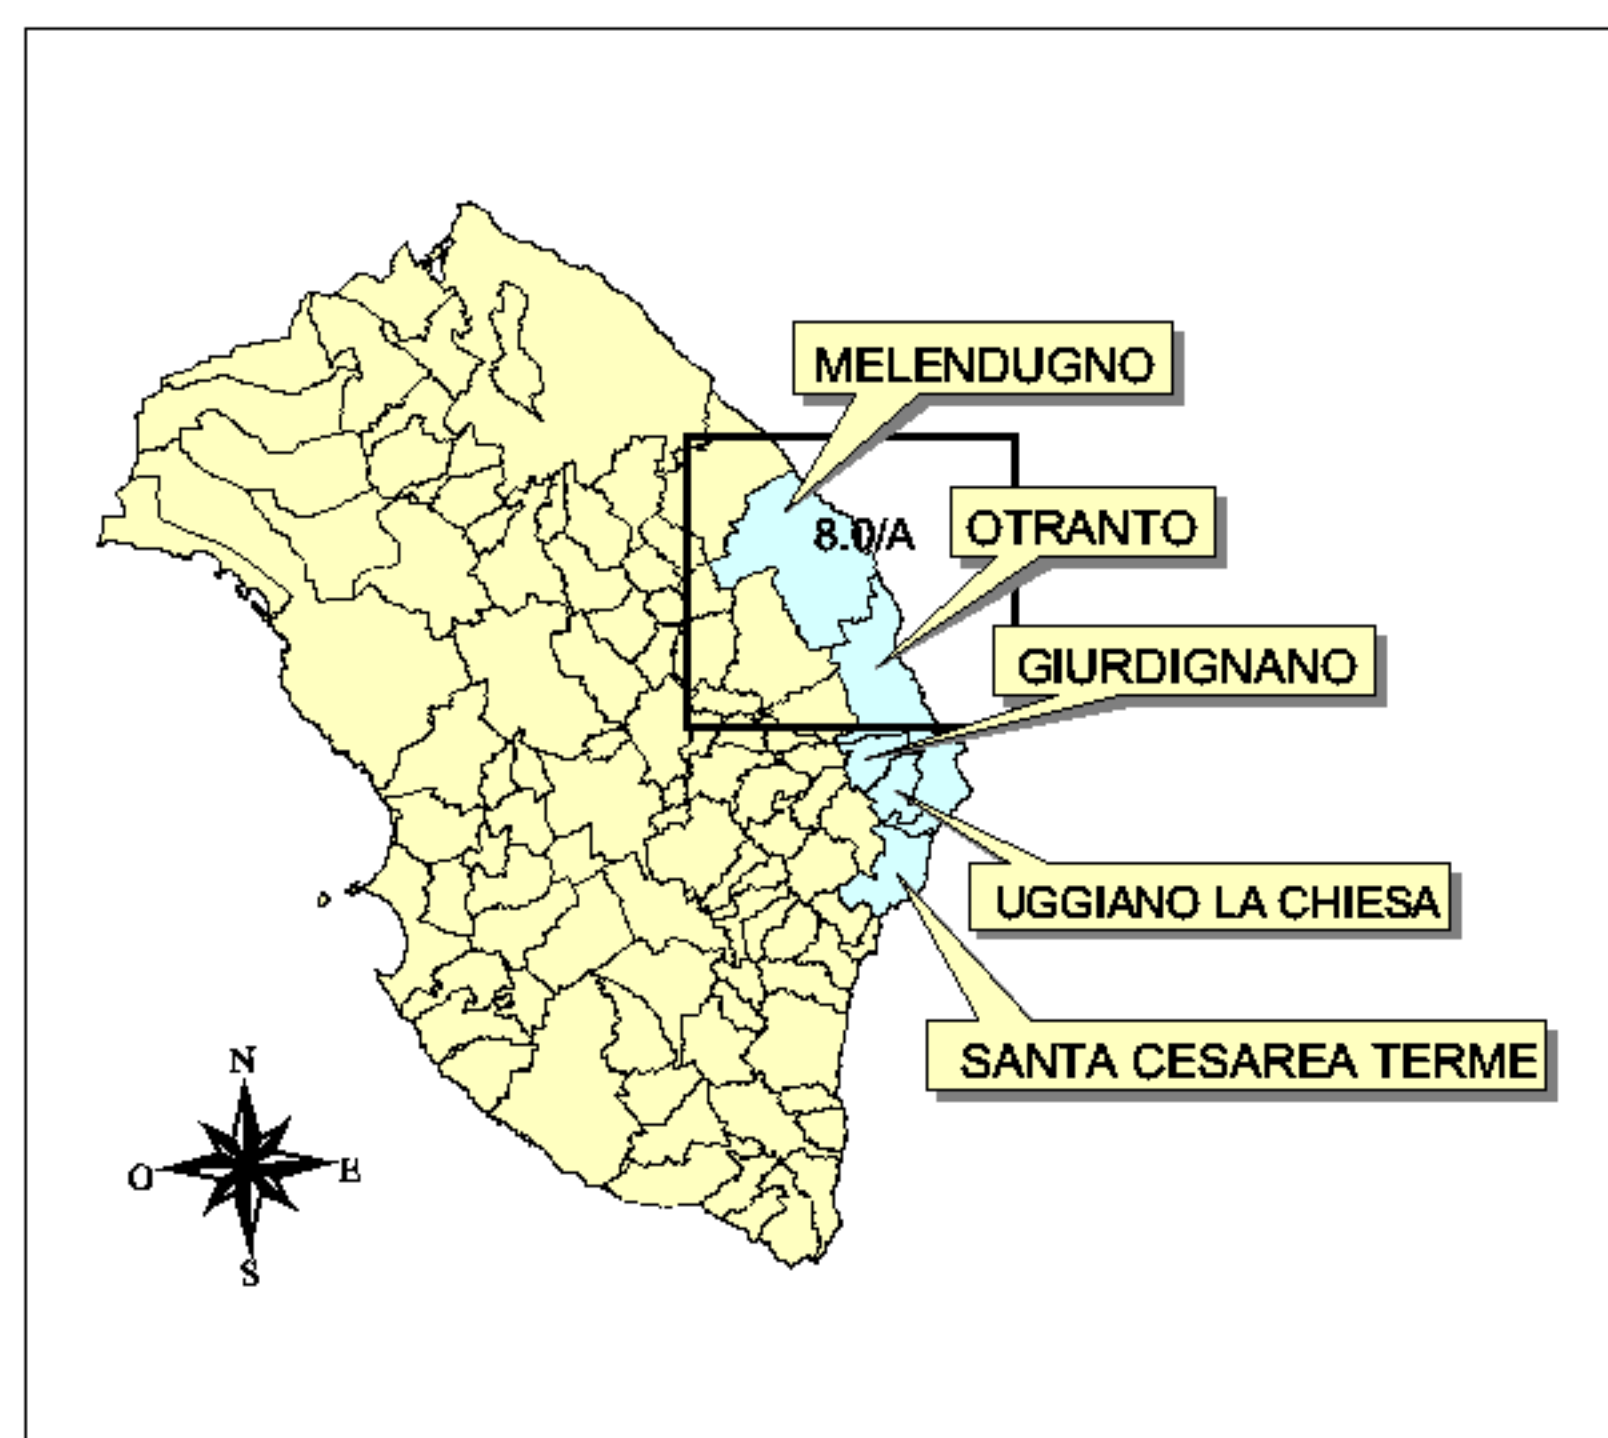 MELENDUGNO
OTRANTO
8.0/A
GIURDIGNANO
UGGIANO LA CHIESA
SANTA CESAREA TERME
N
O
E
S